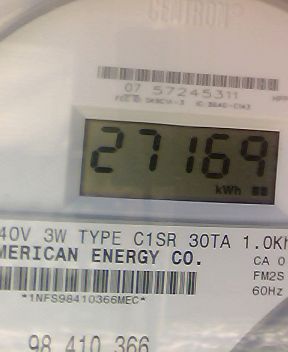 07 57245311
27169
kWh
40V 3W TYPE C1SR 30TA 1.0Kh
MERICAN ENERGY CO.
CA 0
FM2S
60Hz
*1NFS98410366MEC*
98 410 366